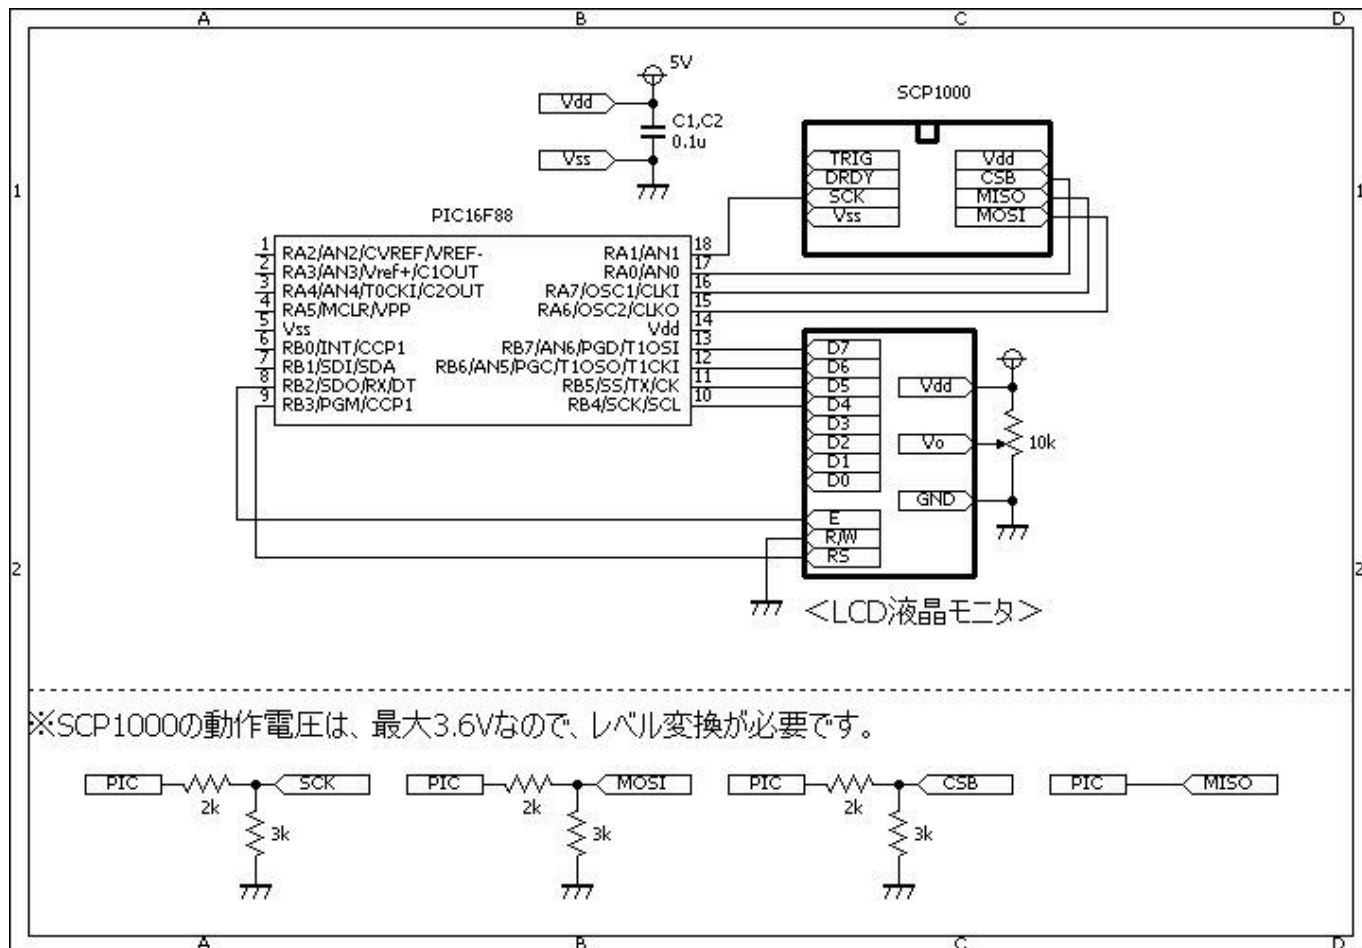 A B C D
5V
Vdd
C1,C2
0.1u
Vss
SCP1000
TRIG Vdd
DRDY CSB
SCK MISO
Vss MOSI
1 1
PIC16F88
1 RA2/AN2/CVREF/VREF- RA1/AN1 18
2 RA3/AN3/Vref+/C1OUT RA0/AN0 17
3 RA4/AN4/T0CKI/C2OUT RA7/OSC1/CLKI 16
4 RA5/MCLR/VPP RA6/OSC2/CLKO 15
5 Vss Vdd 14
6 RB0/INT/CCP1 RB7/AN6/PGD/T1OSI 13
7 RB1/SDI/SDA RB6/AN5/PGC/T1OSO/T1CKI 12
8 RB2/SDO/RX/DT RB5/SS/TX/CK 11
9 RB3/PGM/CCP1 RB4/SCK/SCL 10
D7
D6
D5 Vdd
D4
D3
D2 Vo 10k
D1
D0
GND
E
R/W
RS
2 2
＜LCD液晶モニタ＞
※SCP1000の動作電圧は、最大3.6Vなので、レベル変換が必要です。
PIC SCK PIC MOSI PIC CSB PIC MISO
2k 2k 2k
3k 3k 3k
A B C D